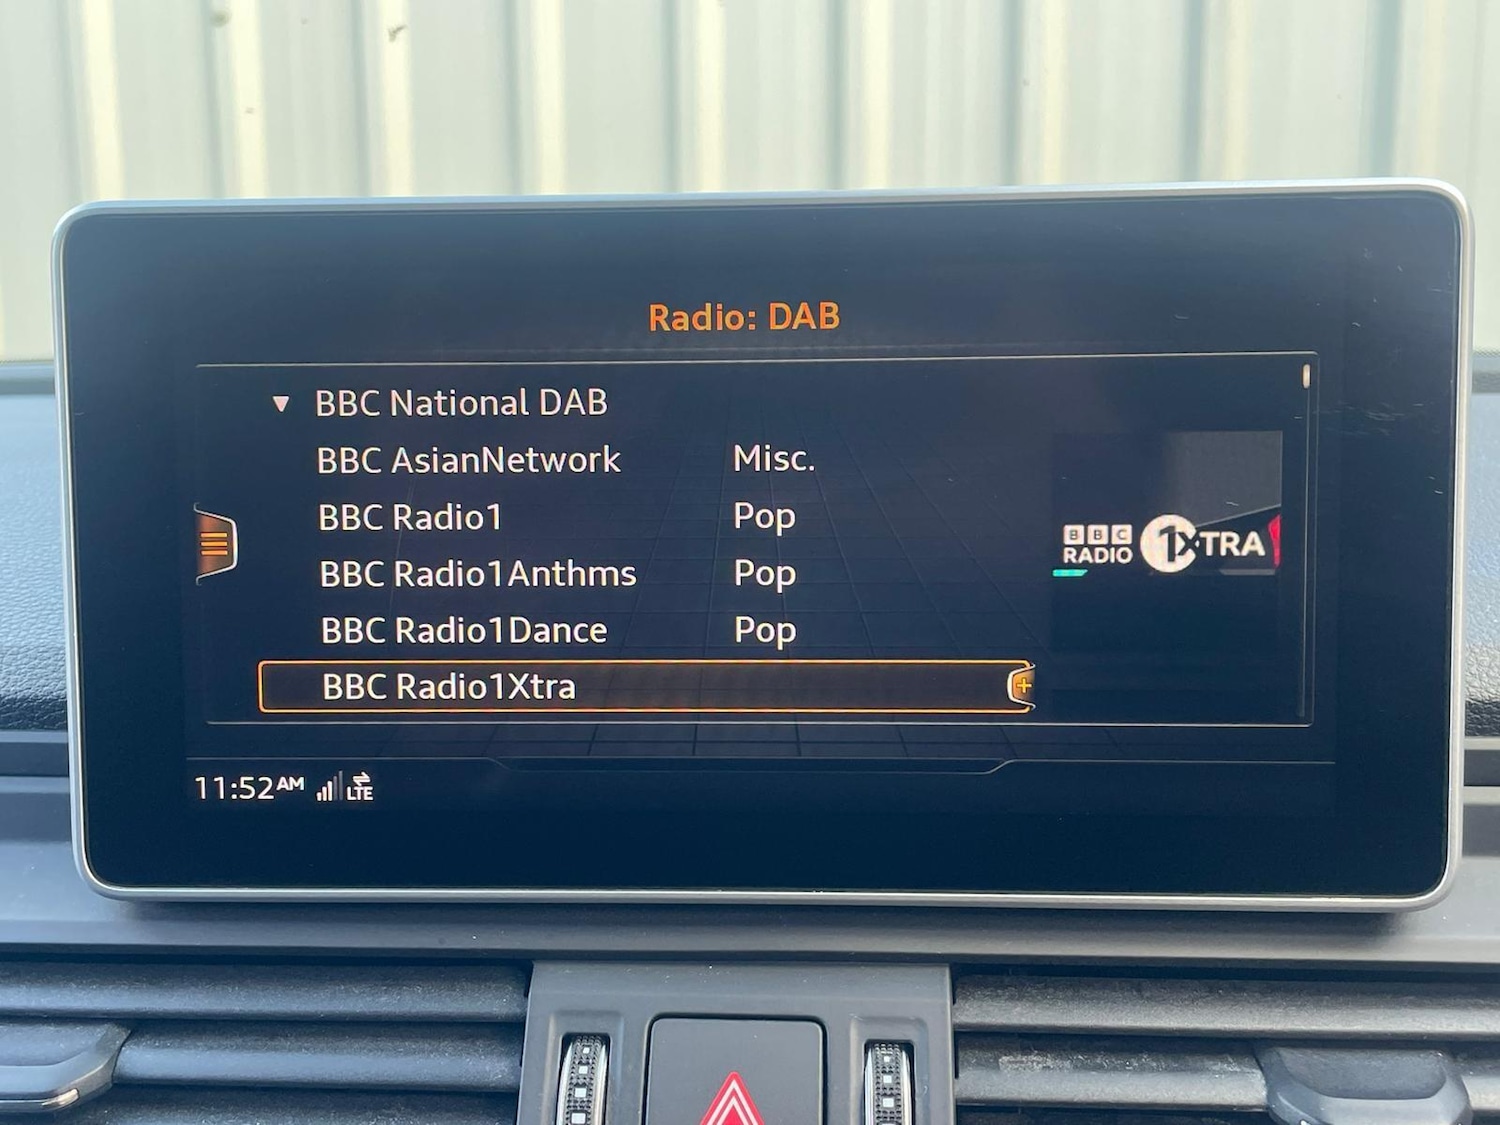 Radio: DAB
▼ BBC National DAB
BBC AsianNetwork Misc.
BBC Radio1 Pop
BBC Radio1Anthms Pop
BBC Radio1Dance Pop
BBC Radio1Xtra
BBC
RADIO 1XTRA
11:52AM LTE